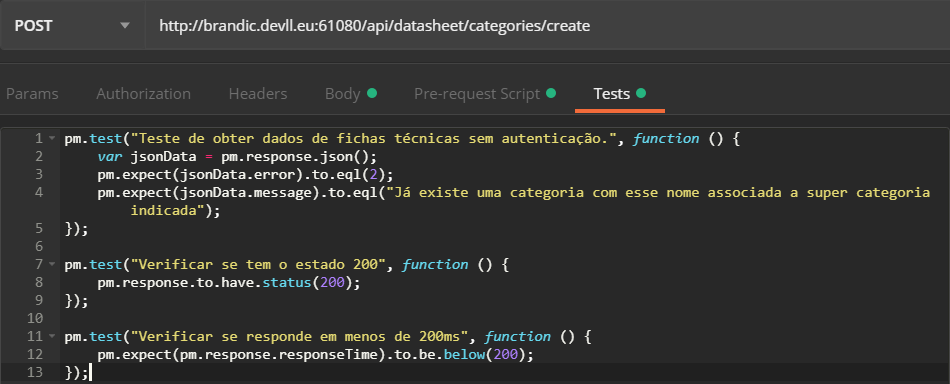 POST http://brandic.devll.eu:61080/api/datasheet/categories/create
Params Authorization Headers Body Pre-request Script Tests
1 pm.test("Teste de obter dados de fichas técnicas sem autenticação.", function () {
2 var jsonData = pm.response.json();
3 pm.expect(jsonData.error).to.eql(2);
4 pm.expect(jsonData.message).to.eql("Já existe uma categoria com esse nome associada a super categoria
indicada");
5 });
6
7 pm.test("Verificar se tem o estado 200", function () {
8 pm.response.to.have.status(200);
9 });
10
11 pm.test("Verificar se responde em menos de 200ms", function () {
12 pm.expect(pm.response.responseTime).to.be.below(200);
13 });